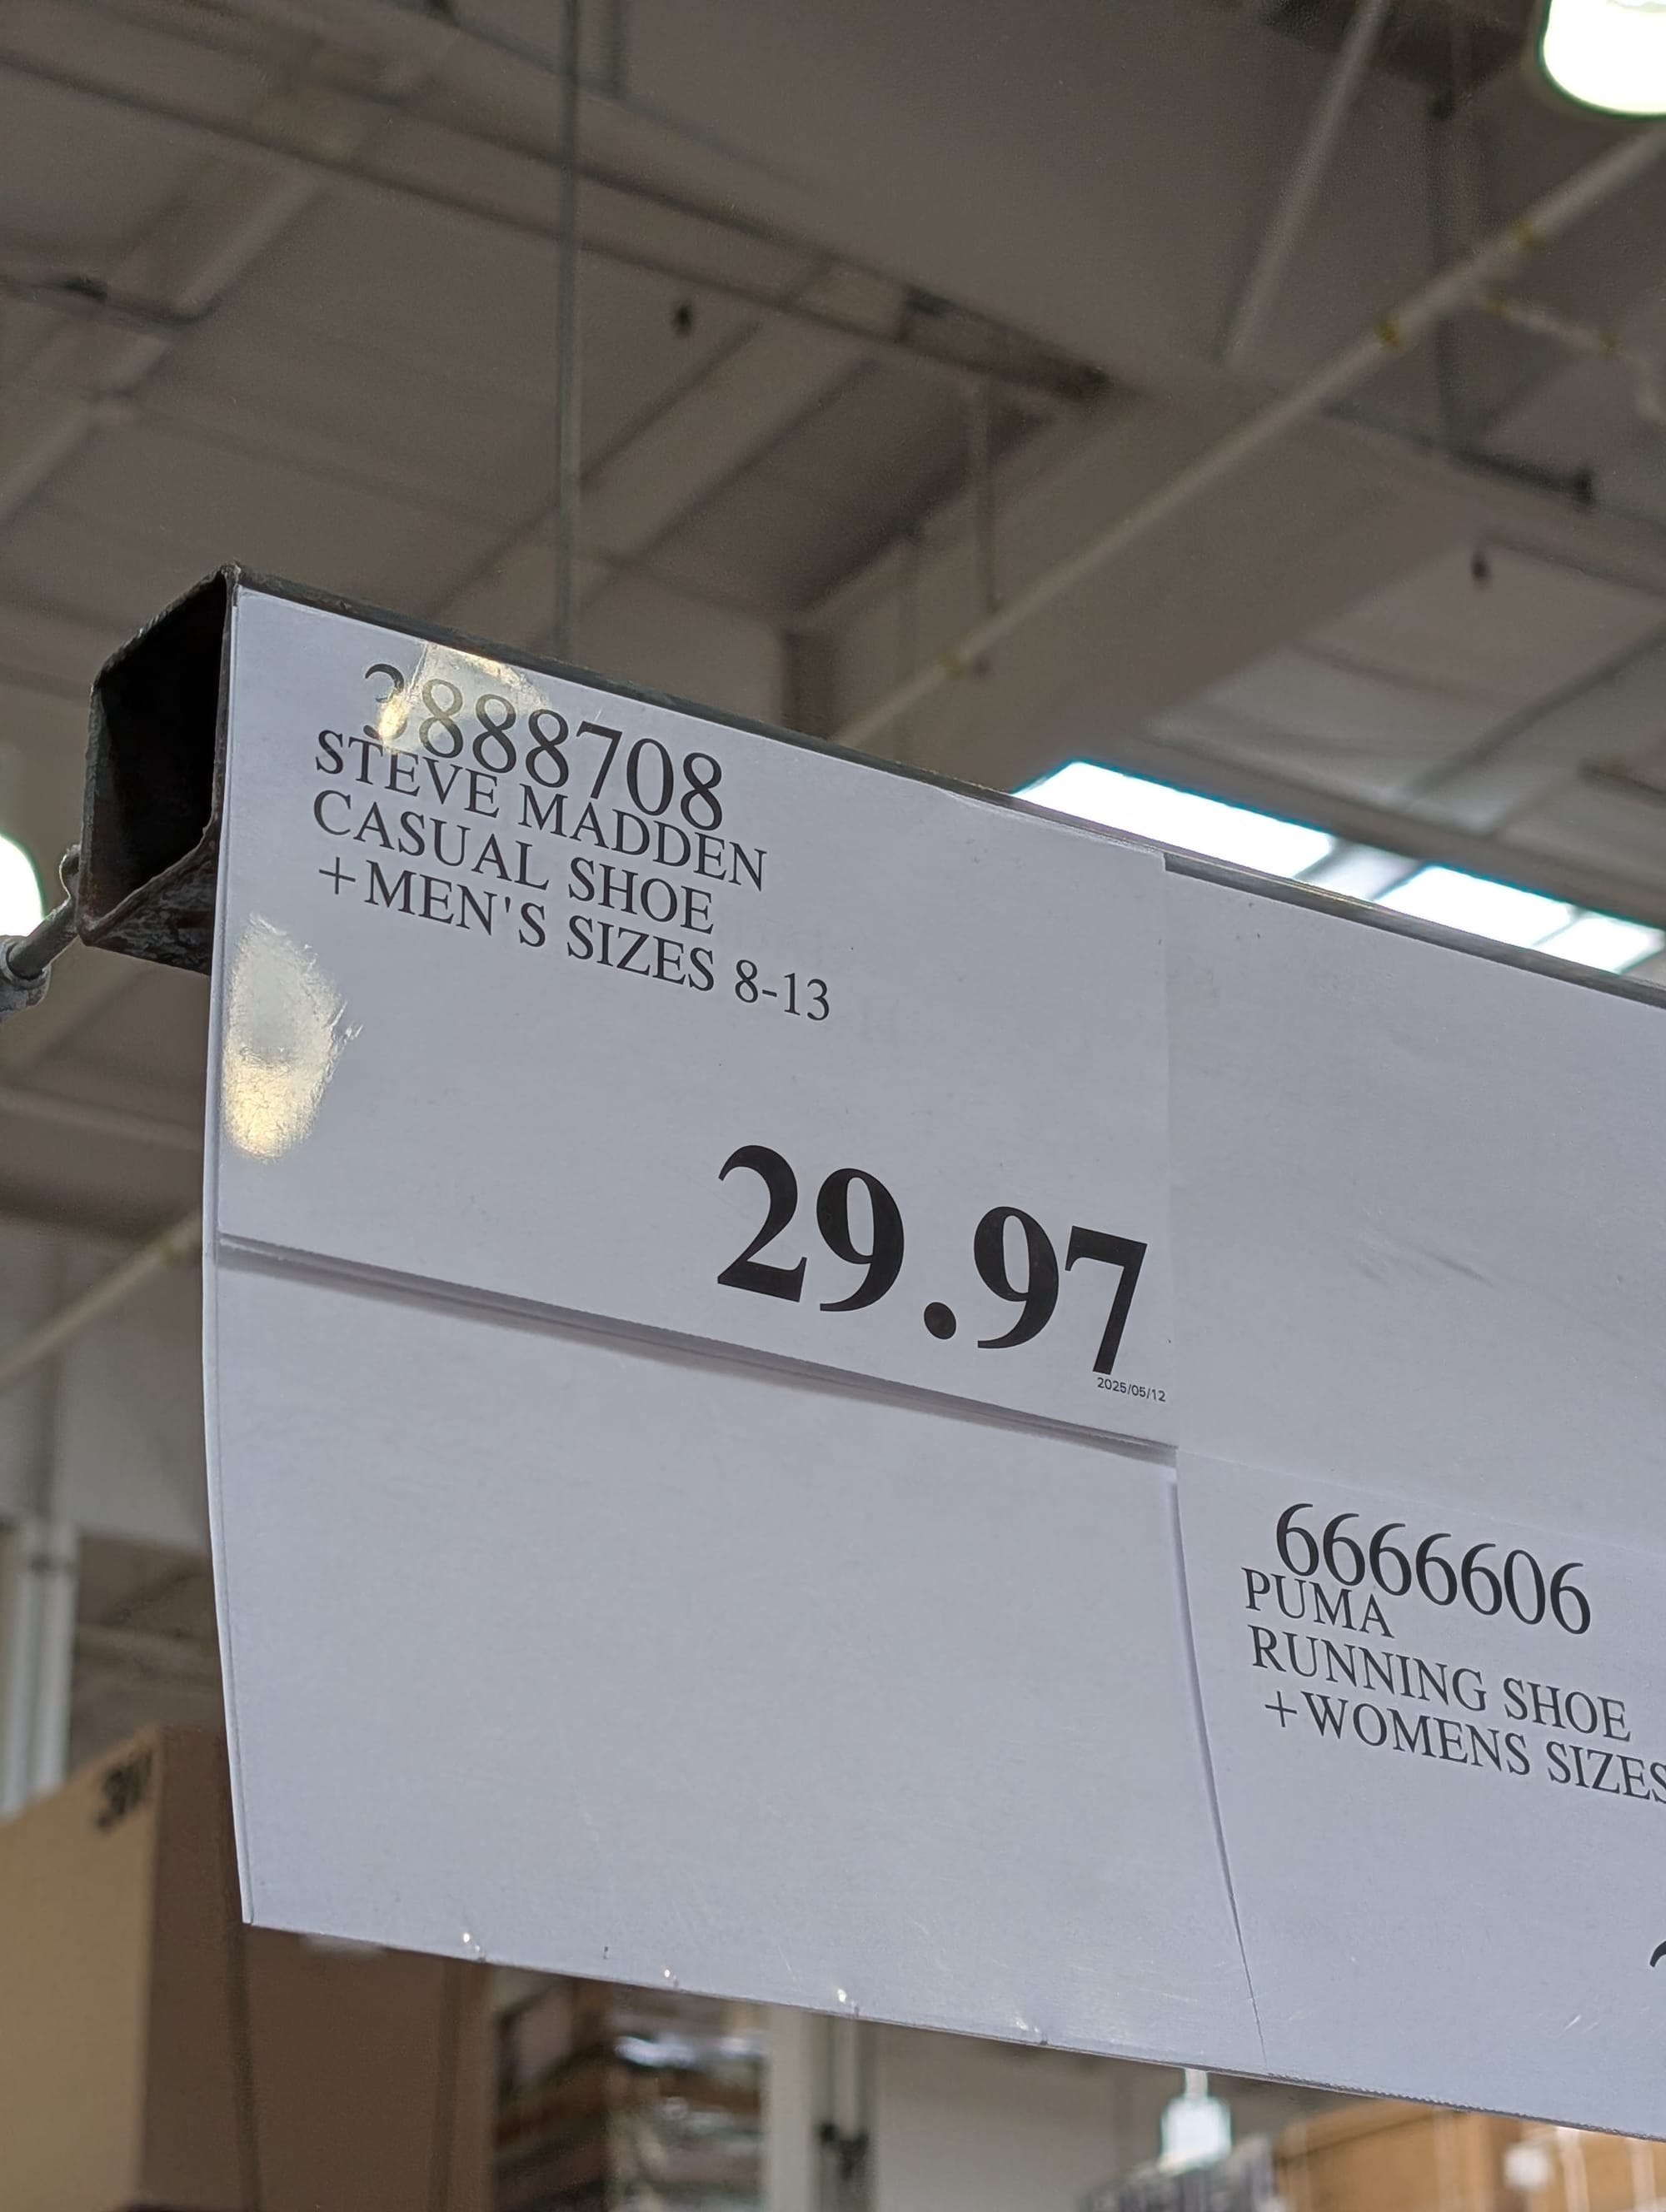 3888708
STEVE MADDEN
CASUAL SHOE
+MEN'S SIZES 8-13
29.97
2025/05/12
6666606
PUMA
RUNNING SHOE
+WOMENS SIZES